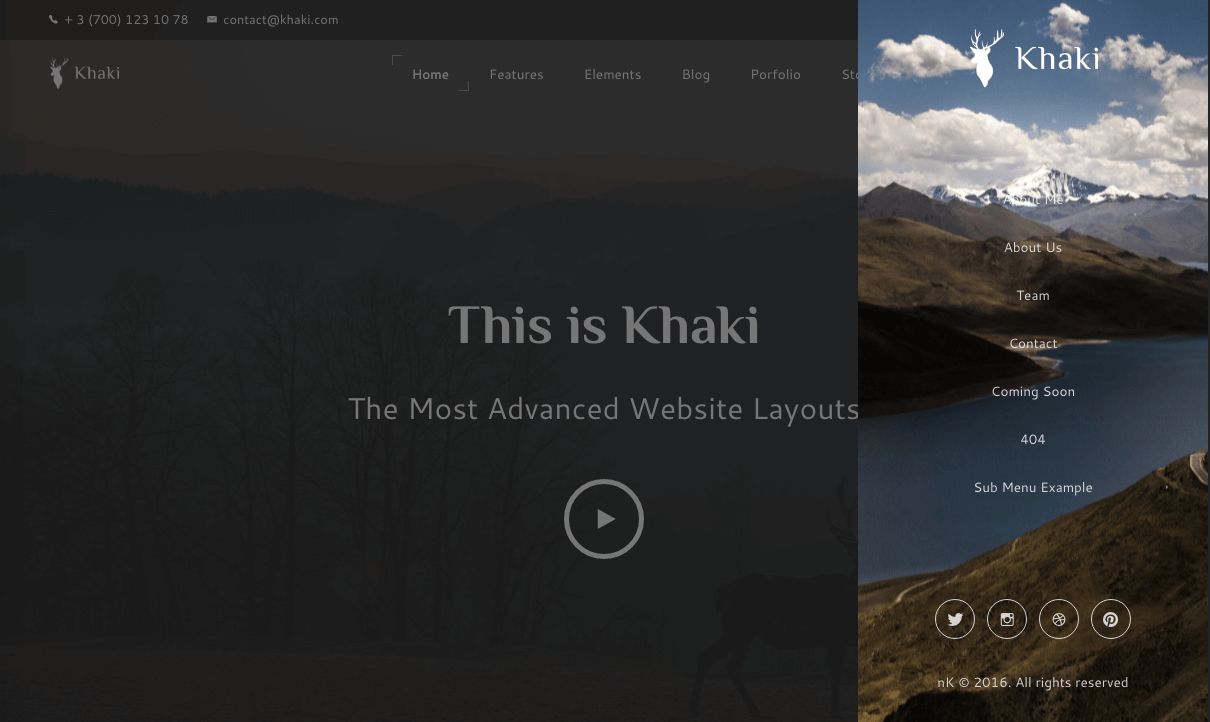 + 3 (700) 123 10 78 contact@khaki.com
Khaki
Home Features Elements Blog Porfolio
This is Khaki
The Most Advanced Website Layouts
Khaki
About Me
About Us
Team
Contact
Coming Soon
404
Sub Menu Example
nK © 2016. All rights reserved